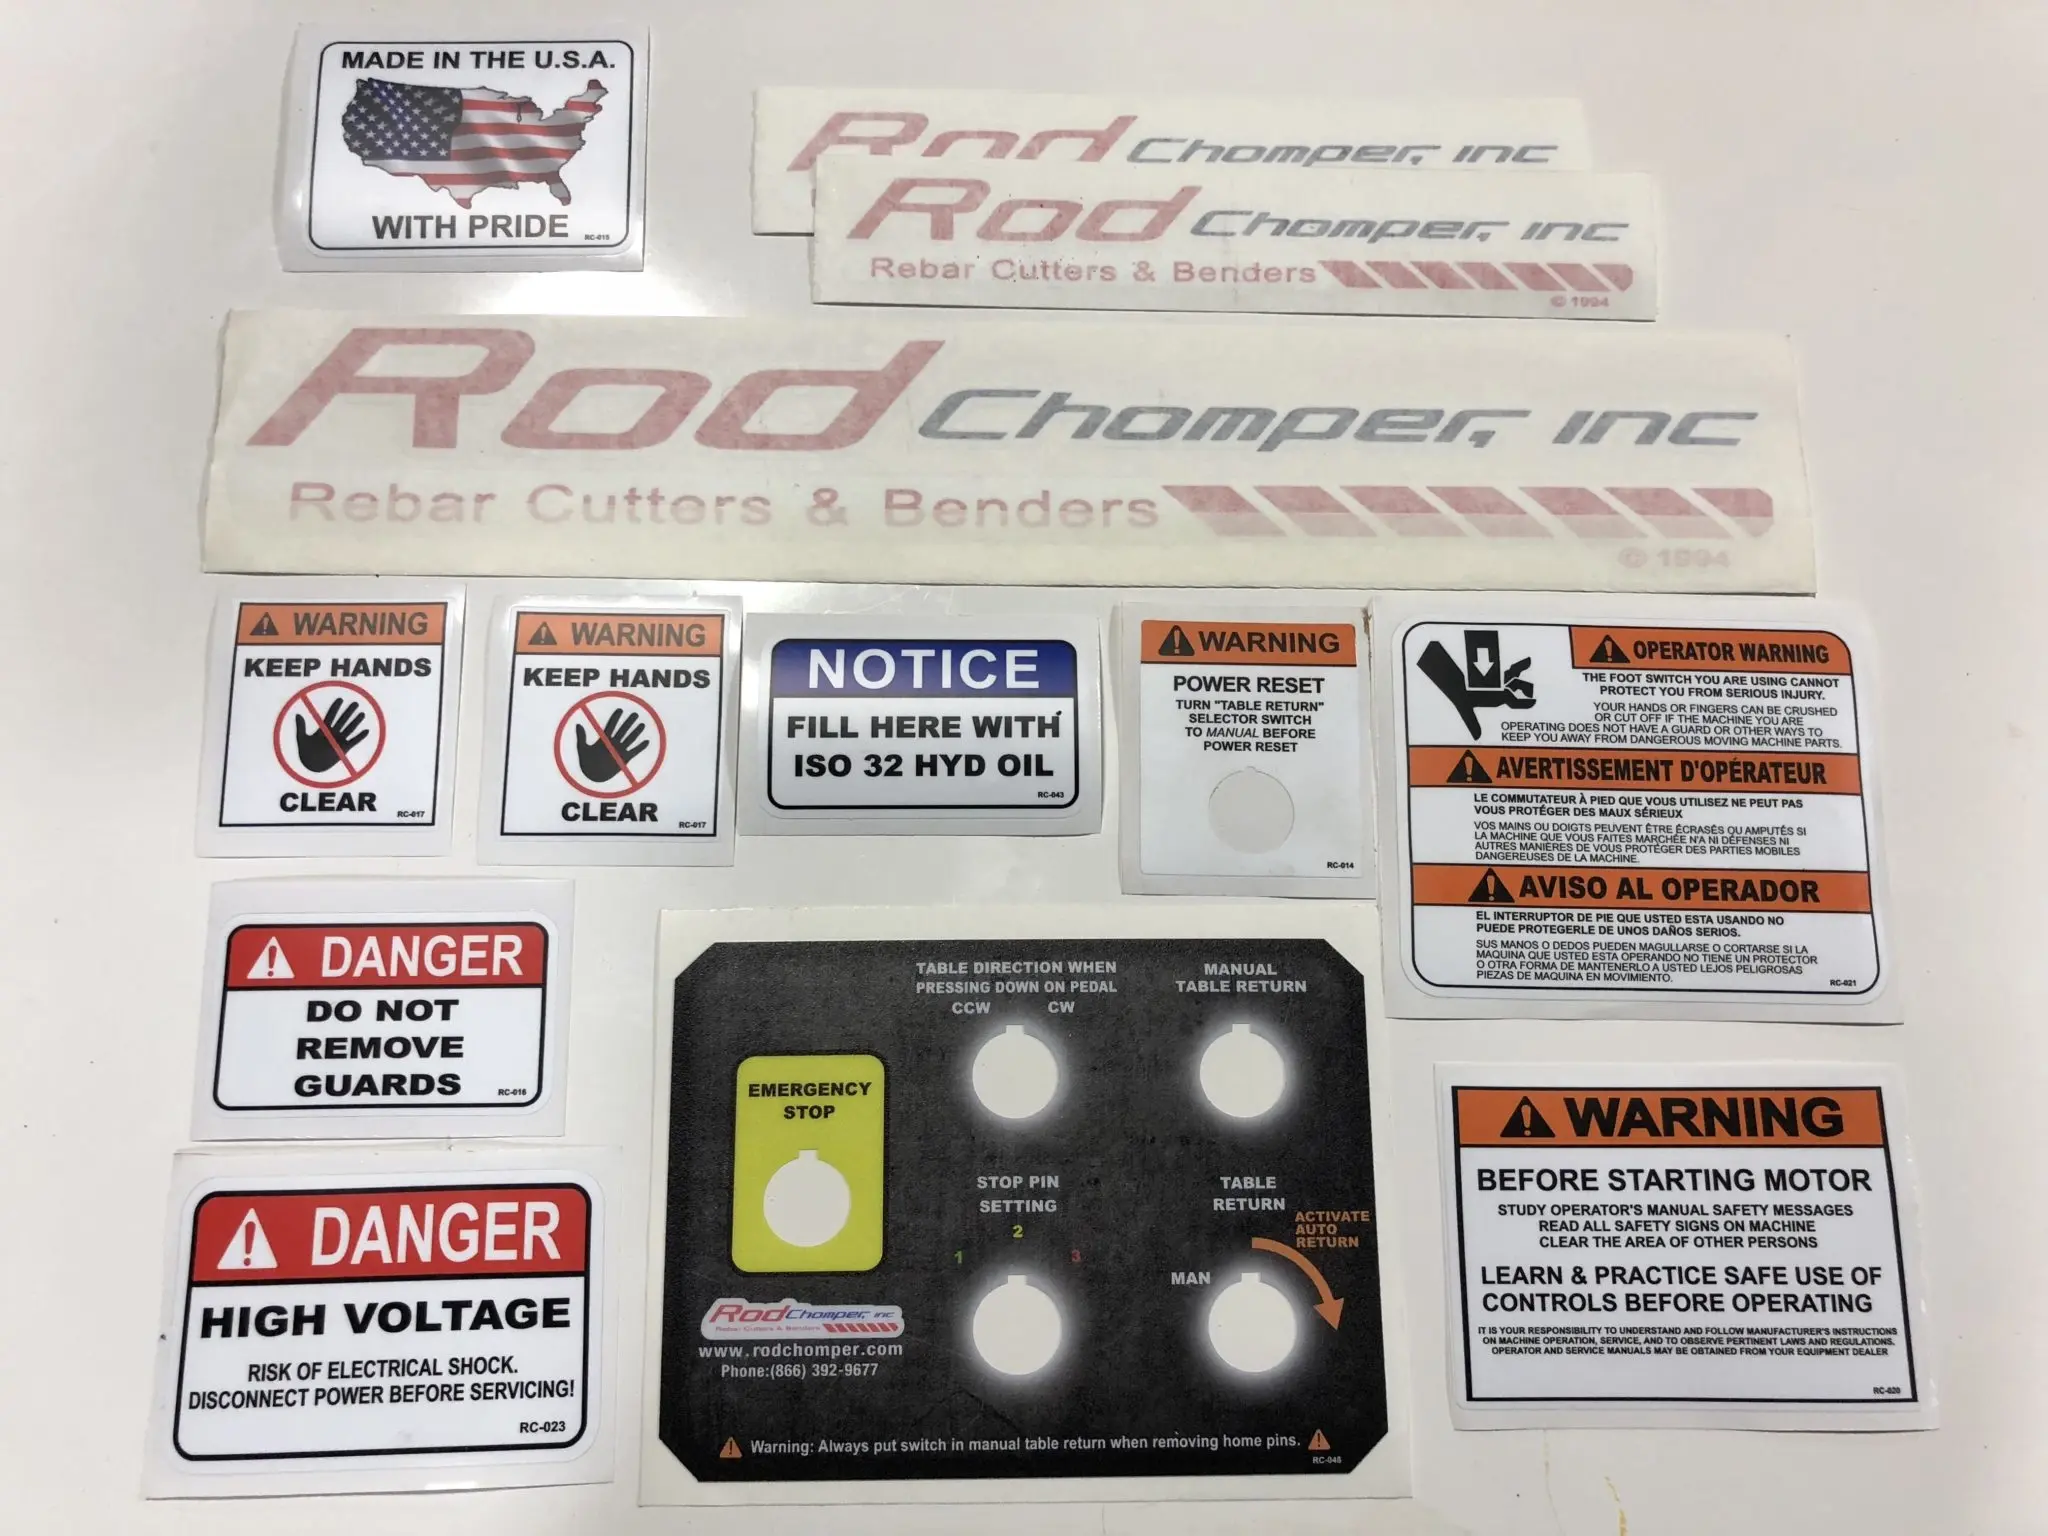 MADE IN THE U.S.A.
WITH PRIDE
RC-015
Rod Chomper, inc
Rod Chomper, inc
Rebar Cutters & Benders
© 1994
Rod Chomper, inc
Rebar Cutters & Benders
© 1994
WARNING
KEEP HANDS
CLEAR
RC-017
WARNING
KEEP HANDS
CLEAR
RC-017
NOTICE
FILL HERE WITH
ISO 32 HYD OIL
RC-043
WARNING
POWER RESET
TURN "TABLE RETURN"
SELECTOR SWITCH
TO MANUAL BEFORE
POWER RESET
RC-014
OPERATOR WARNING
THE FOOT SWITCH YOU ARE USING CANNOT
PROTECT YOU FROM SERIOUS INJURY.
YOUR HANDS OR FINGERS CAN BE CRUSHED
OR CUT OFF IF THE MACHINE YOU ARE
OPERATING DOES NOT HAVE A GUARD OR OTHER WAYS TO
KEEP YOU AWAY FROM DANGEROUS MOVING MACHINE PARTS.
AVERTISSEMENT D'OPÉRATEUR
LE COMMUTATEUR À PIED QUE VOUS UTILISEZ NE PEUT PAS
VOUS PROTÉGER DES MAUX SÉRIEUX
VOS MAINS OU DOIGTS PEUVENT ÊTRE ÉCRASÉS OU AMPUTÉS SI
LA MACHINE QUE VOUS FAITES MARCHÉE N'A NI DÉFENSES NI
AUTRES MANIÈRES DE VOUS PROTÉGER DES PARTIES MOBILES
DANGEREUSES DE LA MACHINE.
AVISO AL OPERADOR
EL INTERRUPTOR DE PIE QUE USTED ESTA USANDO NO
PUEDE PROTEGERLE DE UNOS DAÑOS SERIOS.
SUS MANOS O DEDOS PUEDEN MAGULLARSE O CORTARSE SI LA
MAQUINA QUE USTED ESTA OPERANDO NO TIENE UN PROTECTOR
O OTRA FORMA DE MANTENERLO A USTED LEJOS PELIGROSAS
PIEZAS DE MAQUINA EN MOVIMIENTO.
RC-021
DANGER
DO NOT
REMOVE
GUARDS
RC-016
DANGER
HIGH VOLTAGE
RISK OF ELECTRICAL SHOCK.
DISCONNECT POWER BEFORE SERVICING!
RC-023
TABLE DIRECTION WHEN
PRESSING DOWN ON PEDAL
CCW CW
MANUAL
TABLE RETURN
EMERGENCY
STOP
STOP PIN
SETTING
1 2 3
TABLE
RETURN
ACTIVATE
AUTO
RETURN
MAN
Rod Chomper, inc
Rebar Cutters & Benders
www.rodchomper.com
Phone:(866) 392-9677
Warning: Always put switch in manual table return when removing home pins.
RC-048
WARNING
BEFORE STARTING MOTOR
STUDY OPERATOR'S MANUAL SAFETY MESSAGES
READ ALL SAFETY SIGNS ON MACHINE
CLEAR THE AREA OF OTHER PERSONS
LEARN & PRACTICE SAFE USE OF
CONTROLS BEFORE OPERATING
IT IS YOUR RESPONSIBILITY TO UNDERSTAND AND FOLLOW MANUFACTURER'S INSTRUCTIONS
ON MACHINE OPERATION, SERVICE, AND TO OBSERVE PERTINENT LAWS AND REGULATIONS.
OPERATOR AND SERVICE MANUALS MAY BE OBTAINED FROM YOUR EQUIPMENT DEALER
RC-020